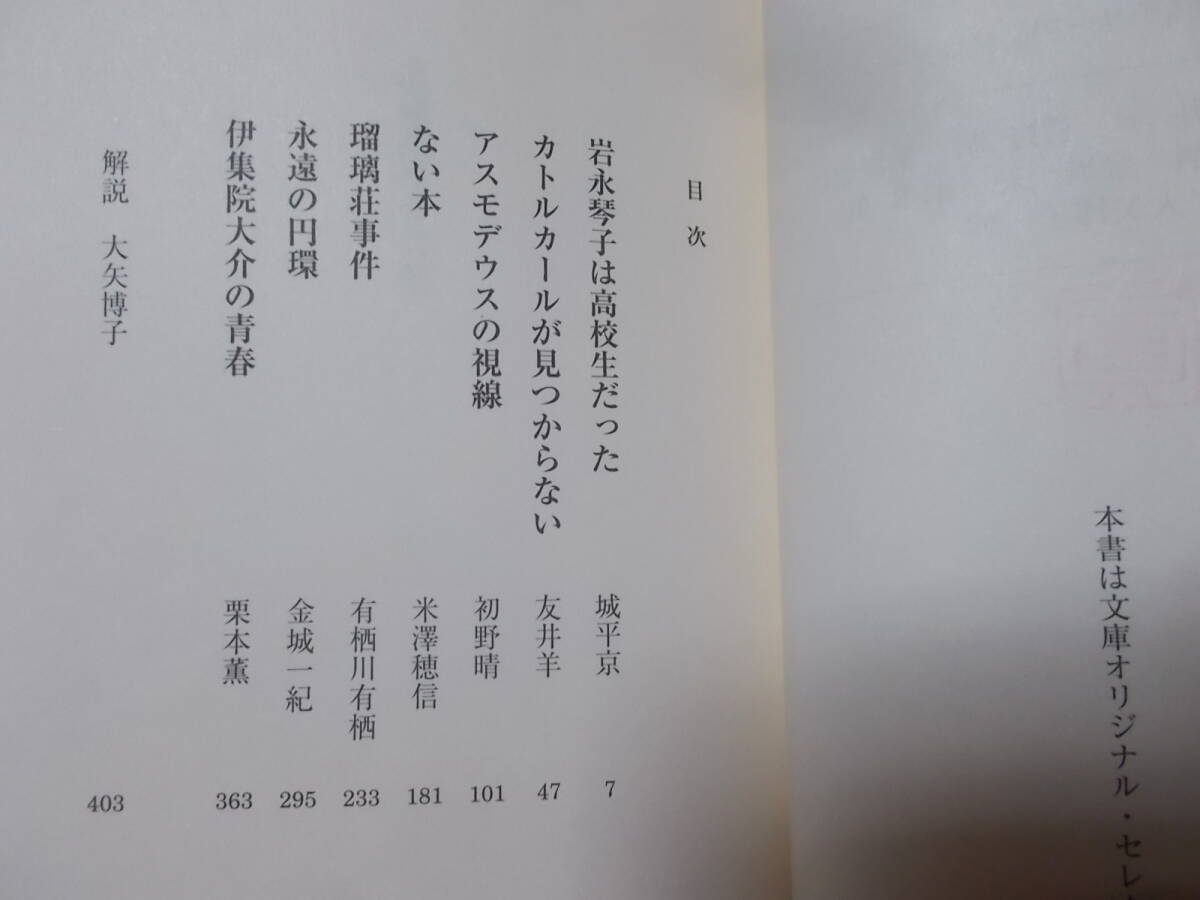 本書は文庫オリジナル・セレ
目次
岩永琴子は高校生だった 城平京 7
カトルカールが見つからない 友井羊 47
アスモデウスの視線 初野晴 101
ない本 米澤穂信 181
瑠璃荘事件 有栖川有栖 233
永遠の円環 金城一紀 295
伊集院大介の青春 栗本薫 363
解説 大矢博子 403